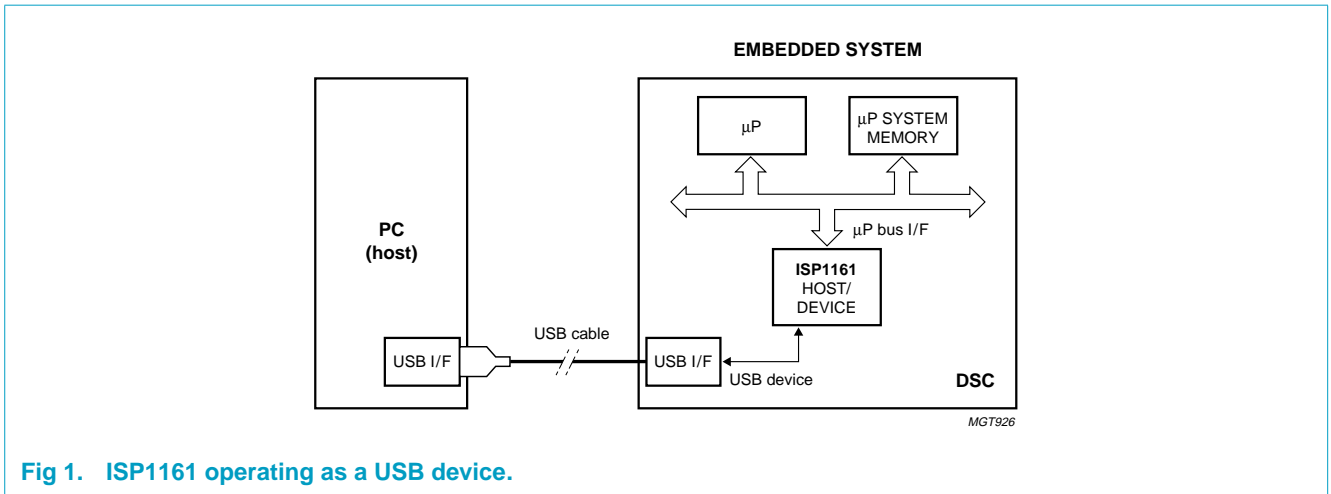 EMBEDDED SYSTEM
µP
µP SYSTEM
MEMORY
PC
(host)
µP bus I/F
ISP1161
HOST/
DEVICE
USB cable
USB I/F
USB I/F
USB device
DSC
MGT926
Fig 1. ISP1161 operating as a USB device.